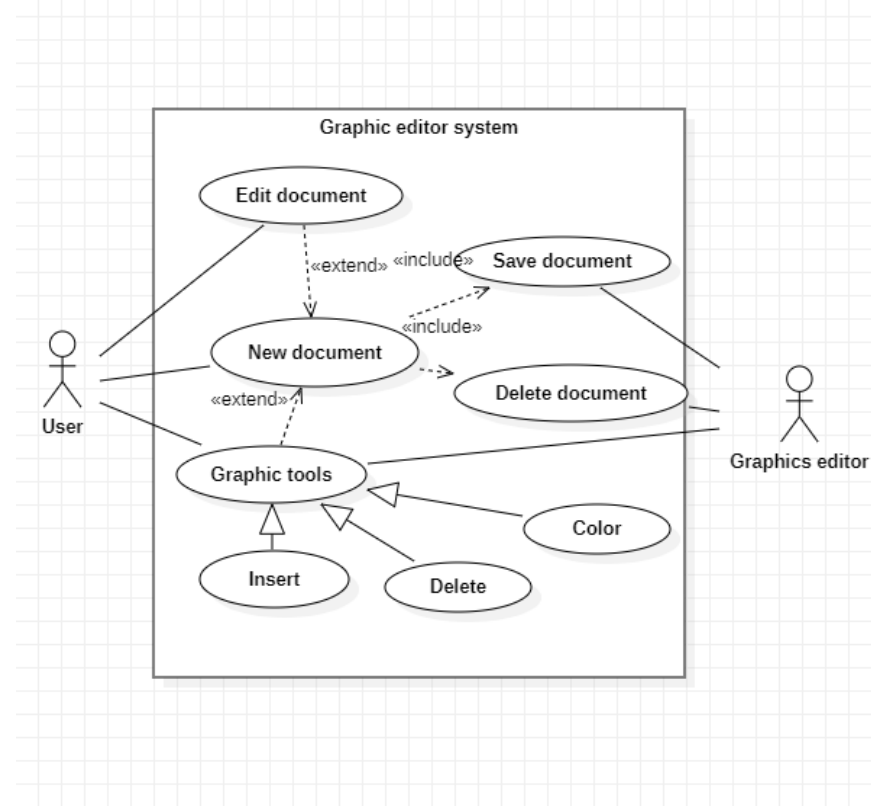 Graphic editor system
Edit document
«extend»
«include»
Save document
New document
«include»
Delete document
«extend»
User
Graphics editor
Graphic tools
Color
Insert
Delete